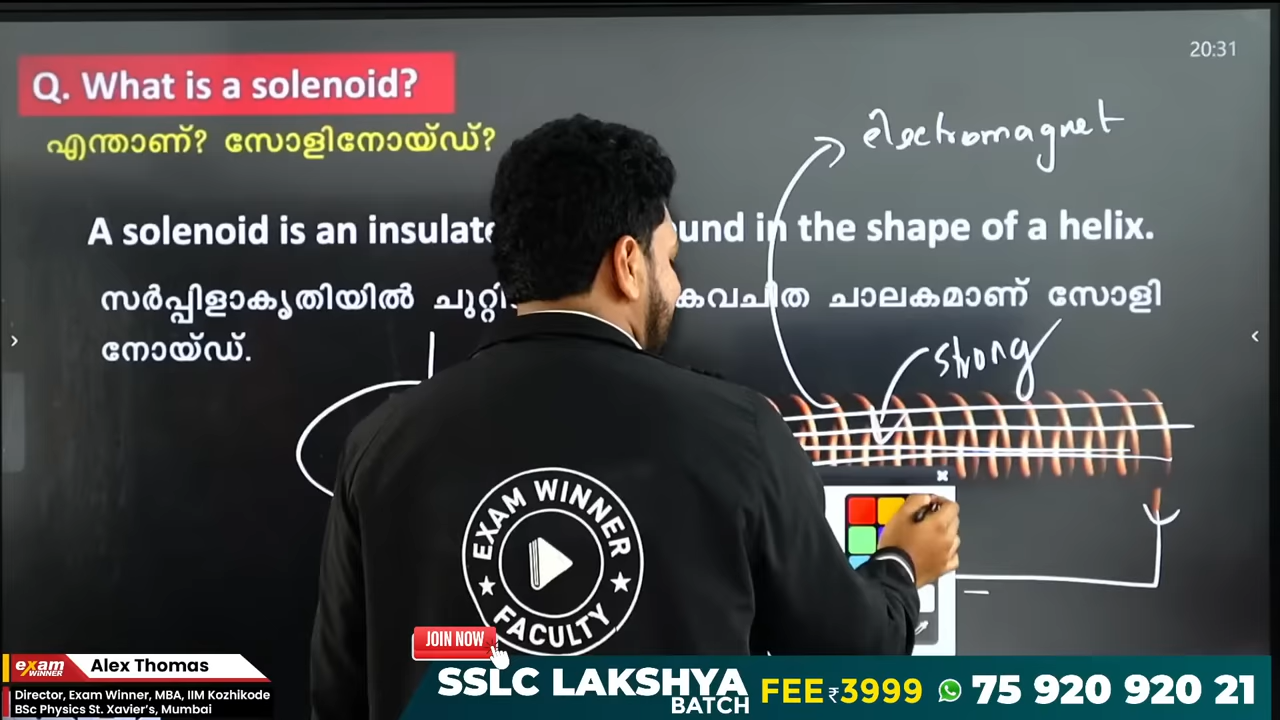 20:31
Q. What is a solenoid?
എന്താണ്? സോളിനോയ്ഡ്?
electromagnet
A solenoid is an insulate und in the shape of a helix.
സർപ്പിളാകൃതിയിൽ ചുറ്റി കവചിത ചാലകമാണ് സോളി
നോയ്ഡ്.
strong
EXAM WINNER
FACULTY
JOIN NOW
exam
WINNER
Alex Thomas
Director, Exam Winner, MBA, IIM Kozhikode
BSc Physics St. Xavier's, Mumbai
SSLC LAKSHYA
BATCH
FEE ₹3999
75 920 920 21